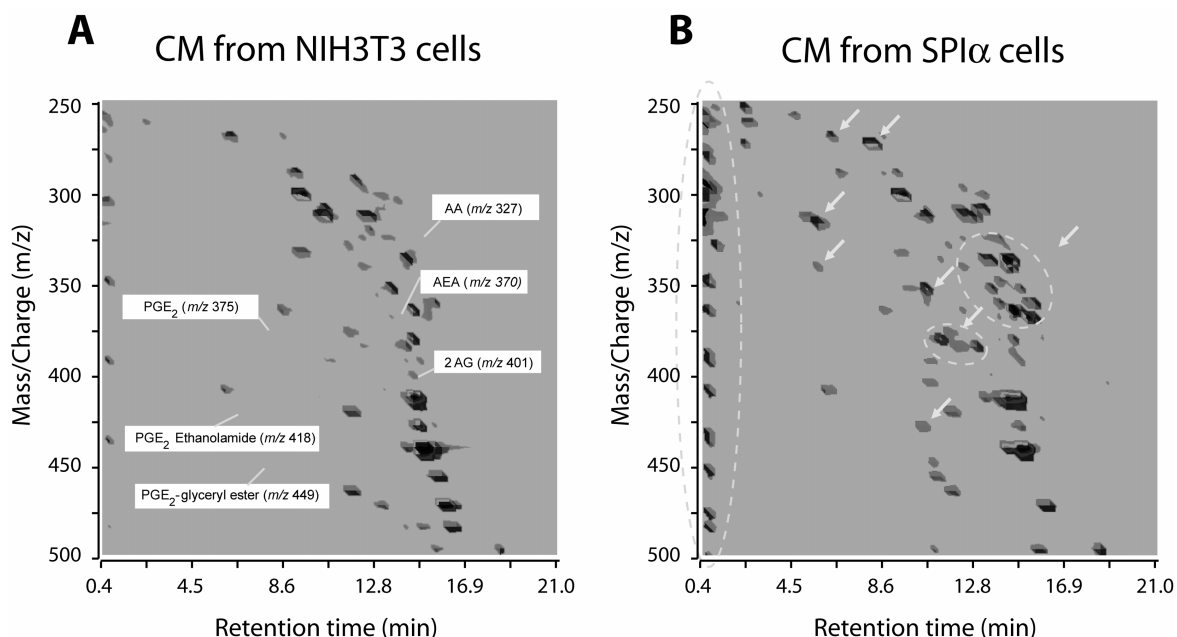 A
CM from NIH3T3 cells
250
300
350
400
450
500
Mass/Charge (m/z)
AA (m/z 327)
AEA (m/z 370)
PGE2 (m/z 375)
2 AG (m/z 401)
PGE2 Ethanolamide (m/z 418)
PGE2-glyceryl ester (m/z 449)
0.4 4.5 8.6 12.8 16.9 21.0
Retention time (min)
B
CM from SPIα cells
250
300
350
400
450
500
Mass/Charge (m/z)
0.4 4.5 8.6 12.8 16.9 21.0
Retention time (min)